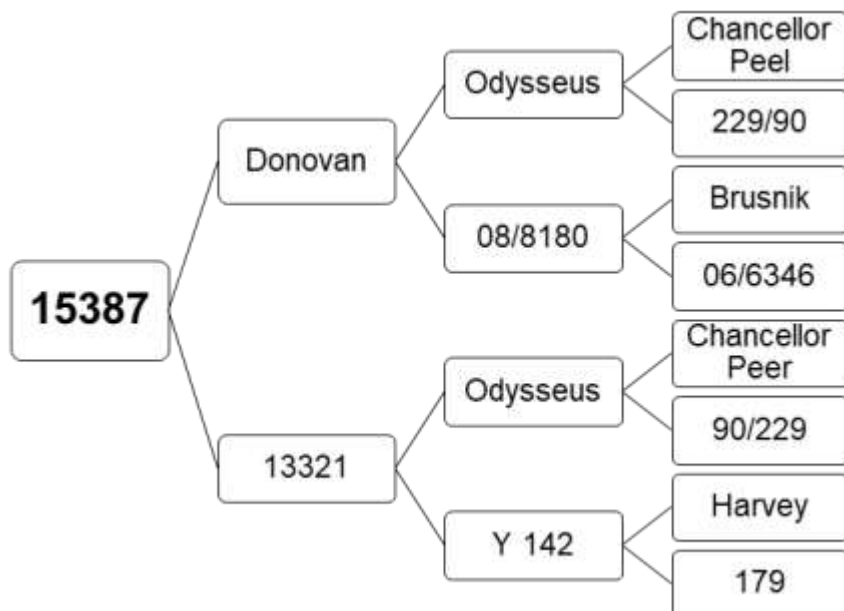 Chancellor
Peel
Odysseus
229/90
Donovan
Brusnik
08/8180
06/6346
15387
Chancellor
Peer
Odysseus
90/229
13321
Harvey
Y 142
179